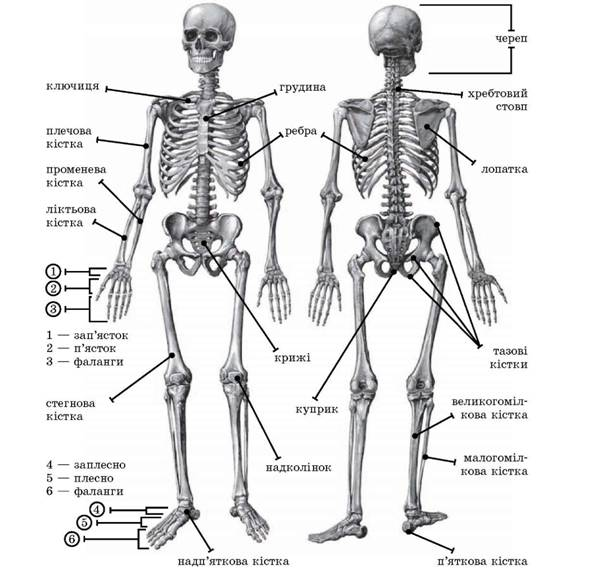 череп
ключиця
грудина
хребтовий
стовп
плечова
кістка
ребра
променева
кістка
лопатка
ліктьова
кістка
1
2
3
1 — зап'ясток
2 — п'ясток
3 — фаланги
крижі
тазові
кістки
стегнова
кістка
куприк
великогоміл-
кова кістка
надколінок
малогоміл-
кова кістка
4 — заплесно
5 — плесно
6 — фаланги
4
5
6
надп'яткова кістка
п'яткова кістка